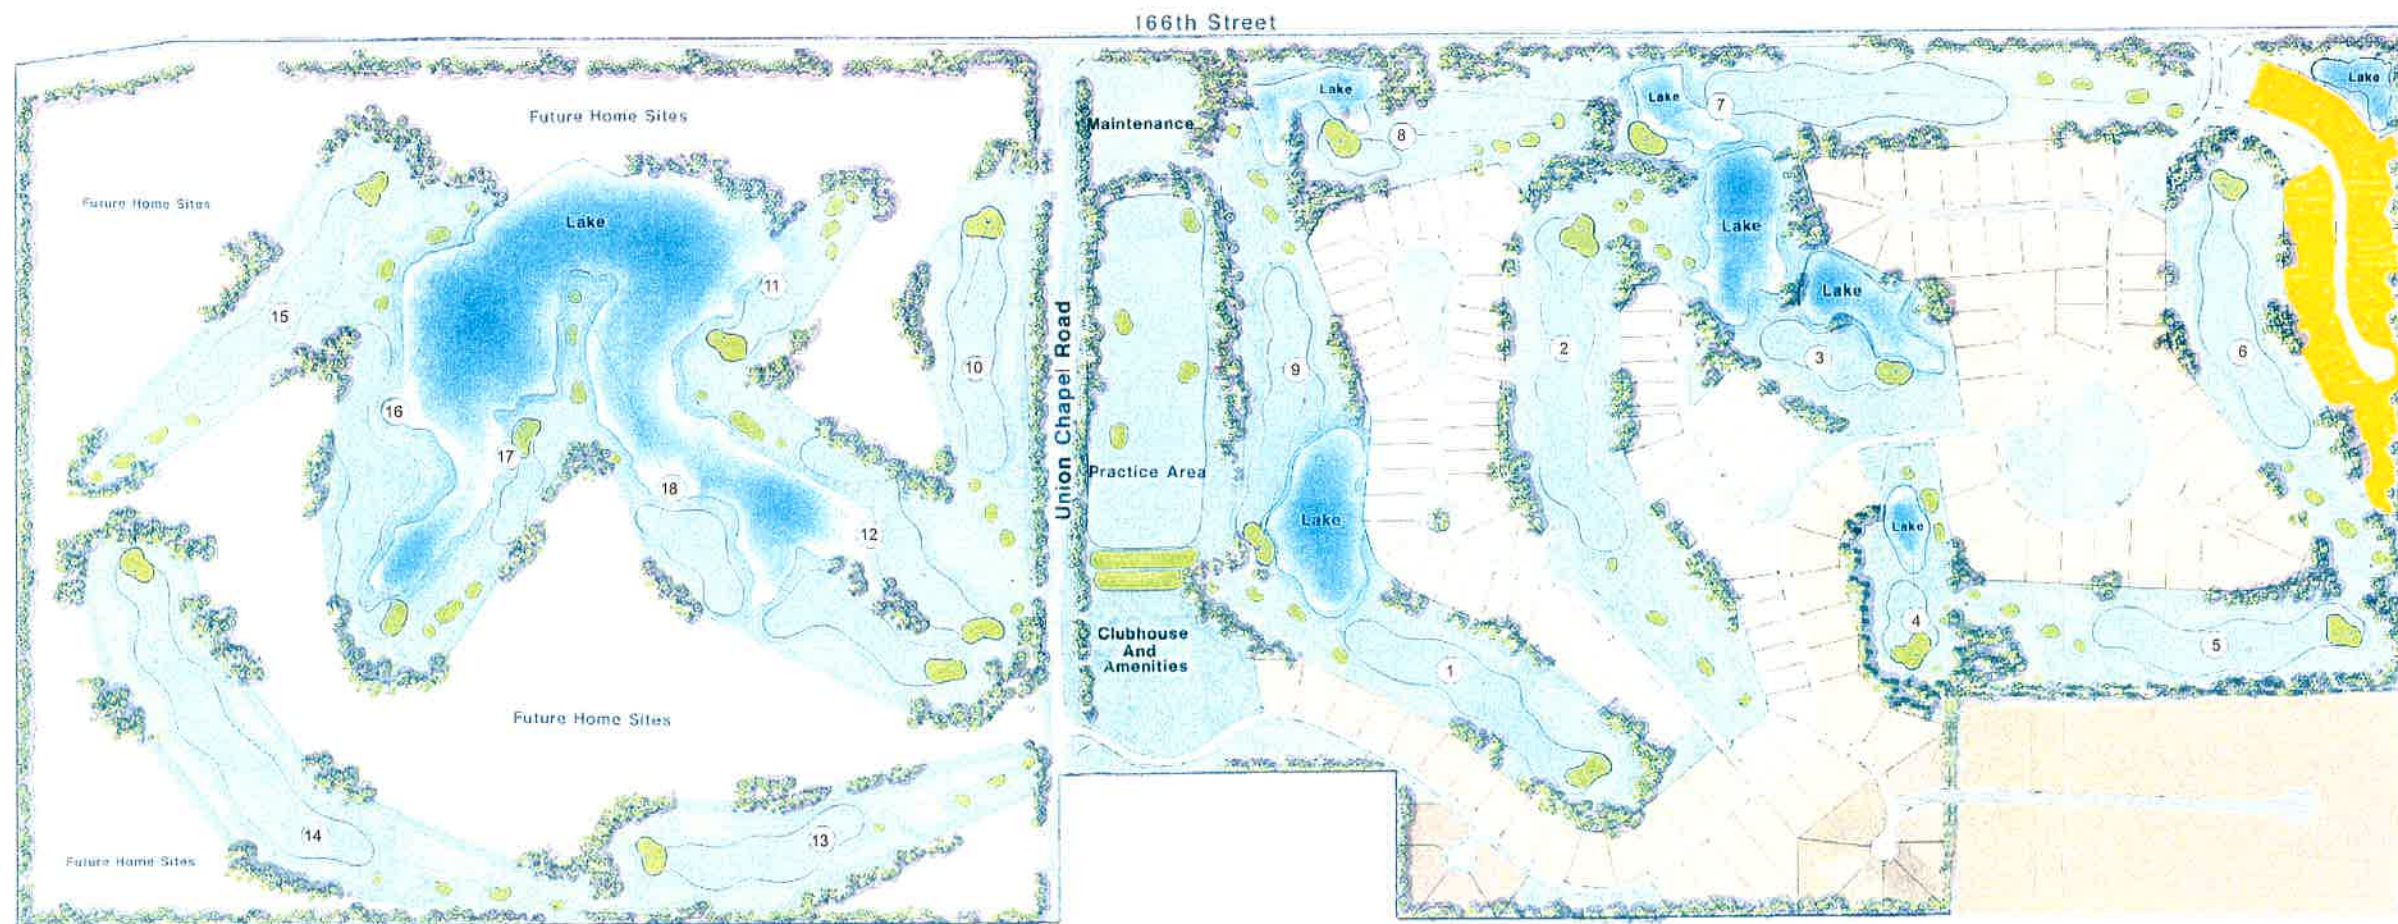 166th Street
Lake
Lake
Lake
7
Future Home Sites
Maintenance
8
Future Home Sites
Lake
Lake
11
Lake
15
3
2
6
10
9
16
Union Chapel Road
17
Practice Area
18
Lake
Lake
12
4
Clubhouse
And
Amenities
5
1
Future Home Sites
14
13
Future Home Sites